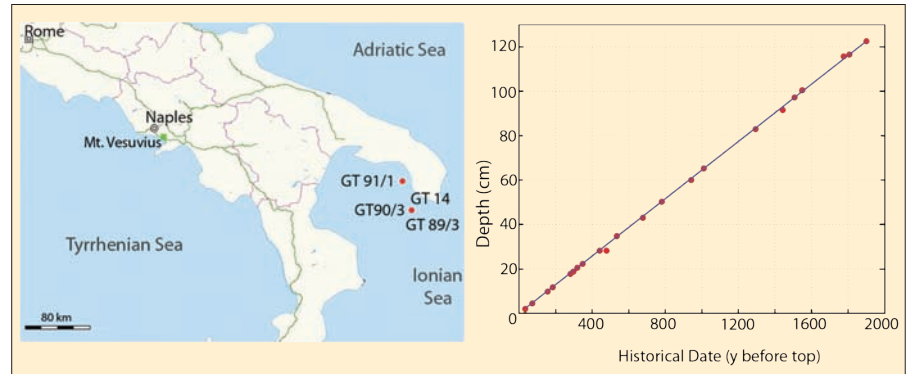 Rome
Adriatic Sea
Naples
Mt. Vesuvius
GT 91/1
GT 14
GT90/3
GT 89/3
Tyrrhenian Sea
Ionian
Sea
80 km
Depth (cm)
120
100
80
60
40
20
0
400
800
1200
1600
2000
Historical Date (y before top)